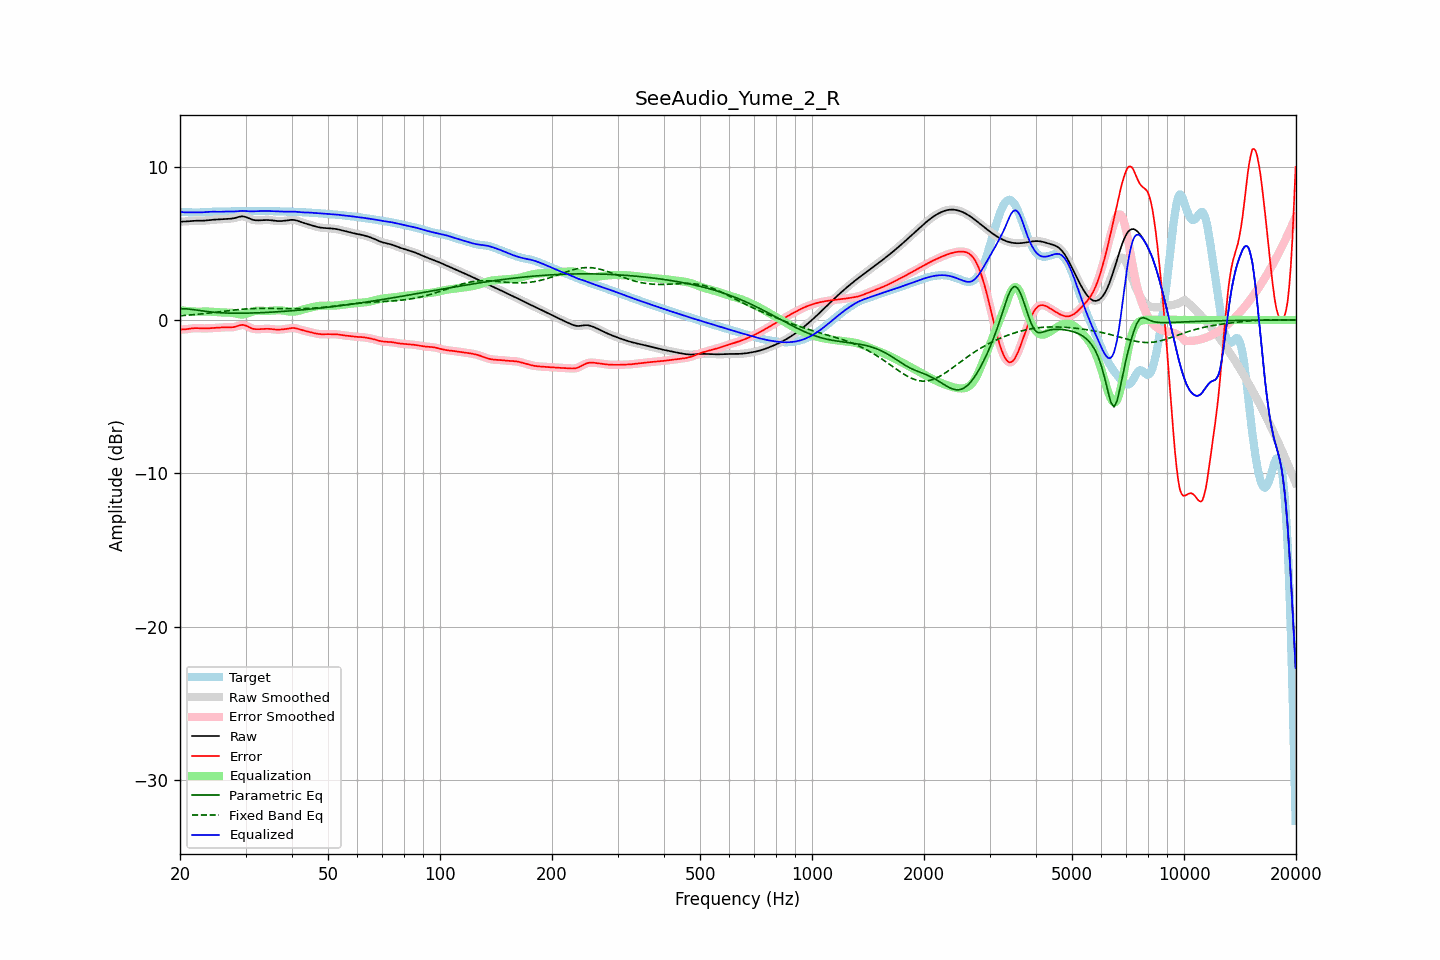 SeeAudio_Yume_2_R
Amplitude (dBr)
10
0
−10
−20
−30
Target
Raw Smoothed
Error Smoothed
Raw
Error
Equalization
Parametric Eq
Fixed Band Eq
Equalized
20 50 100 200 500 1000 2000 5000 10000 20000
Frequency (Hz)